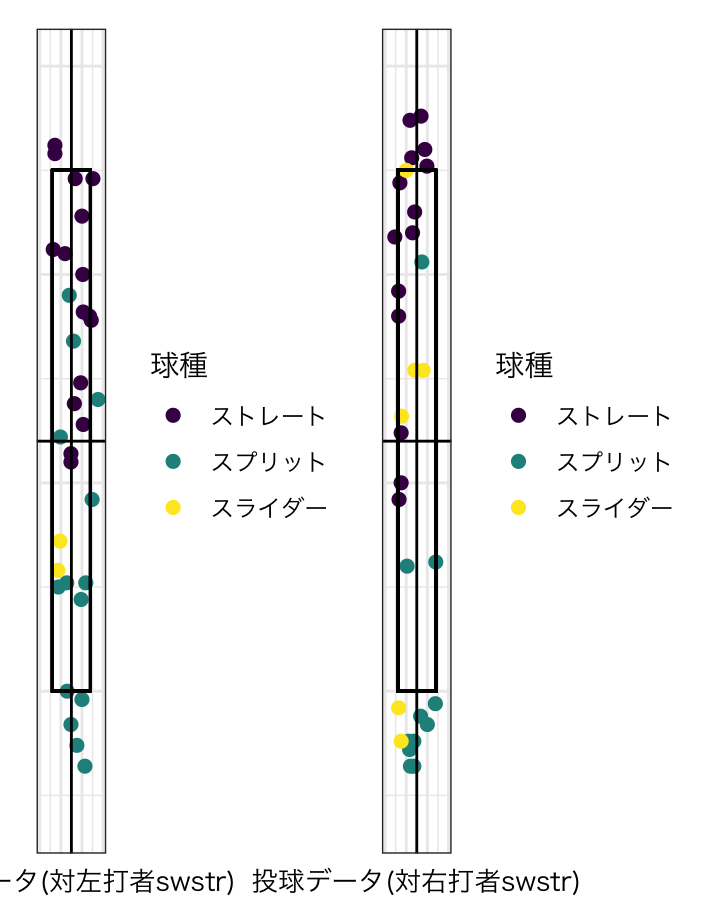 球種
ストレート
スプリット
スライダー
球種
ストレート
スプリット
スライダー
ータ(対左打者swstr)
投球データ(対右打者swstr)